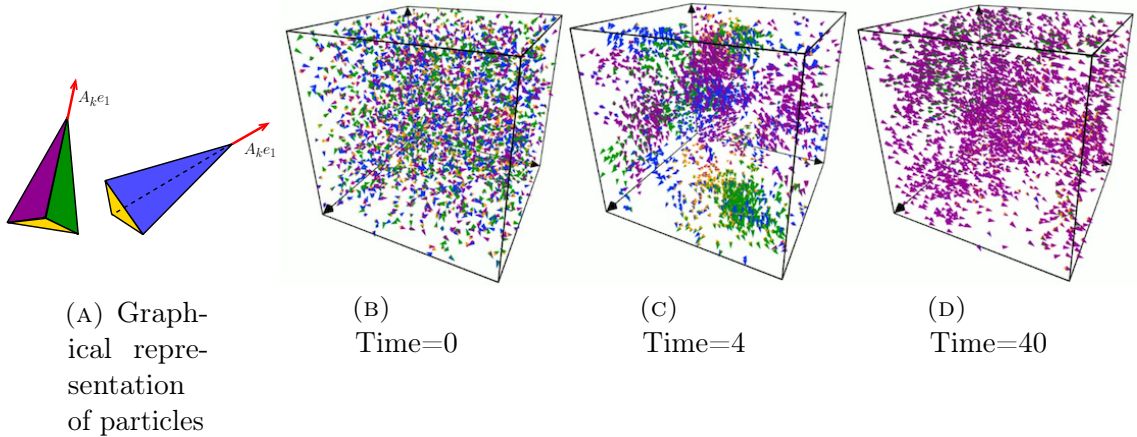 A_k e_1
A_k e_1
(A) Graph-
ical repre-
sentation
of particles
(B)
Time=0
(C)
Time=4
(D)
Time=40